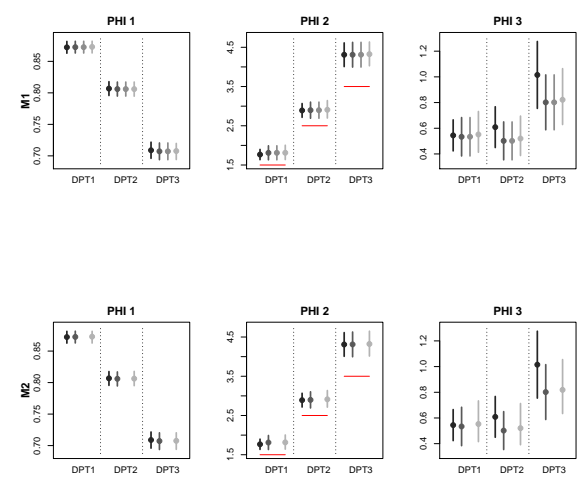 PHI 1
PHI 2
PHI 3
M1
0.70
0.75
0.80
0.85
1.5
2.5
3.5
4.5
0.4
0.6
0.8
1.0
1.2
DPT1 DPT2 DPT3
DPT1 DPT2 DPT3
DPT1 DPT2 DPT3
PHI 1
PHI 2
PHI 3
M2
0.70
0.75
0.80
0.85
1.5
2.5
3.5
4.5
0.4
0.6
0.8
1.0
1.2
DPT1 DPT2 DPT3
DPT1 DPT2 DPT3
DPT1 DPT2 DPT3